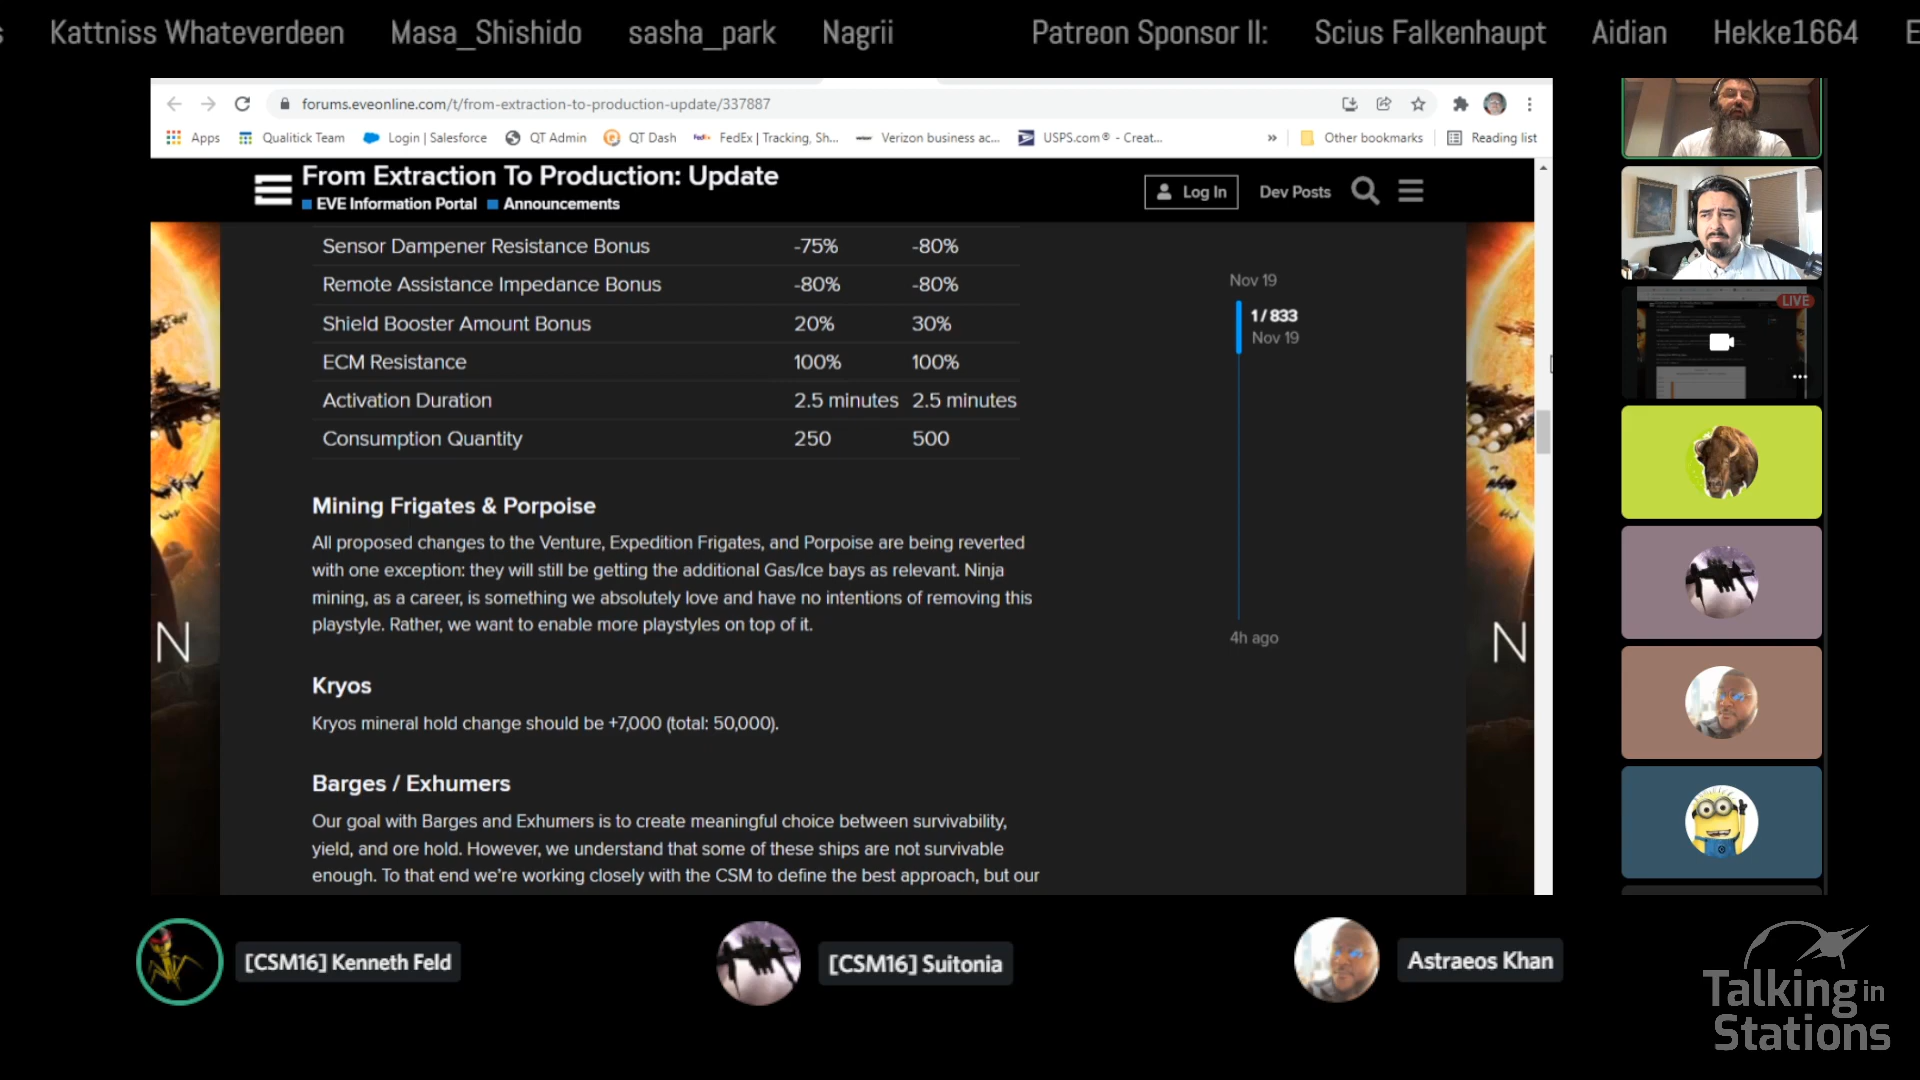 Kattniss Whateverdeen Masa_Shishido sasha_park Nagrii Patreon Sponsor II: Scius Falkenhaupt Aidian Hekke1664 E
forums.eveonline.com/t/from-extraction-to-production-update/337887
Apps Qualitick Team Login | Salesforce QT Admin QT Dash FedEx | Tracking, Sh... Verizon business ac... USPS.com® - Creat... » Other bookmarks Reading list
From Extraction To Production: Update
EVE Information Portal Announcements
Log In Dev Posts
Sensor Dampener Resistance Bonus -75% -80%
Remote Assistance Impedance Bonus -80% -80%
Shield Booster Amount Bonus 20% 30%
ECM Resistance 100% 100%
Activation Duration 2.5 minutes 2.5 minutes
Consumption Quantity 250 500
Nov 19
1 / 833
Nov 19
4h ago
Mining Frigates & Porpoise
All proposed changes to the Venture, Expedition Frigates, and Porpoise are being reverted
with one exception: they will still be getting the additional Gas/Ice bays as relevant. Ninja
mining, as a career, is something we absolutely love and have no intentions of removing this
playstyle. Rather, we want to enable more playstyles on top of it.
Kryos
Kryos mineral hold change should be +7,000 (total: 50,000).
Barges / Exhumers
Our goal with Barges and Exhumers is to create meaningful choice between survivability,
yield, and ore hold. However, we understand that some of these ships are not survivable
enough. To that end we're working closely with the CSM to define the best approach, but our
N
N
LIVE
[CSM16] Kenneth Feld
[CSM16] Suitonia
Astraeos Khan
Talking in
Stations